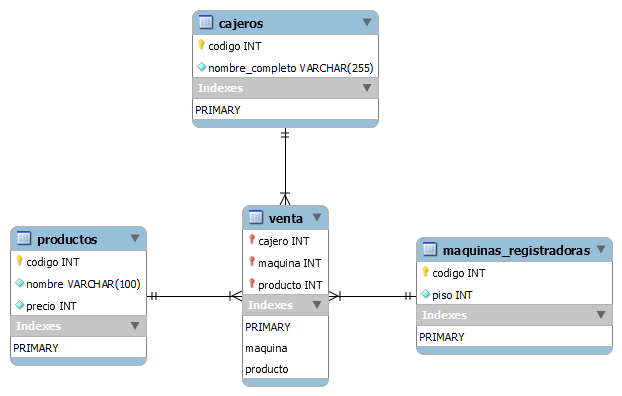 cajeros
codigo INT
nombre_completo VARCHAR(255)
Indexes
PRIMARY
productos
codigo INT
nombre VARCHAR(100)
precio INT
Indexes
PRIMARY
venta
cajero INT
maquina INT
producto INT
Indexes
PRIMARY
maquina
producto
maquinas_registradoras
codigo INT
piso INT
Indexes
PRIMARY